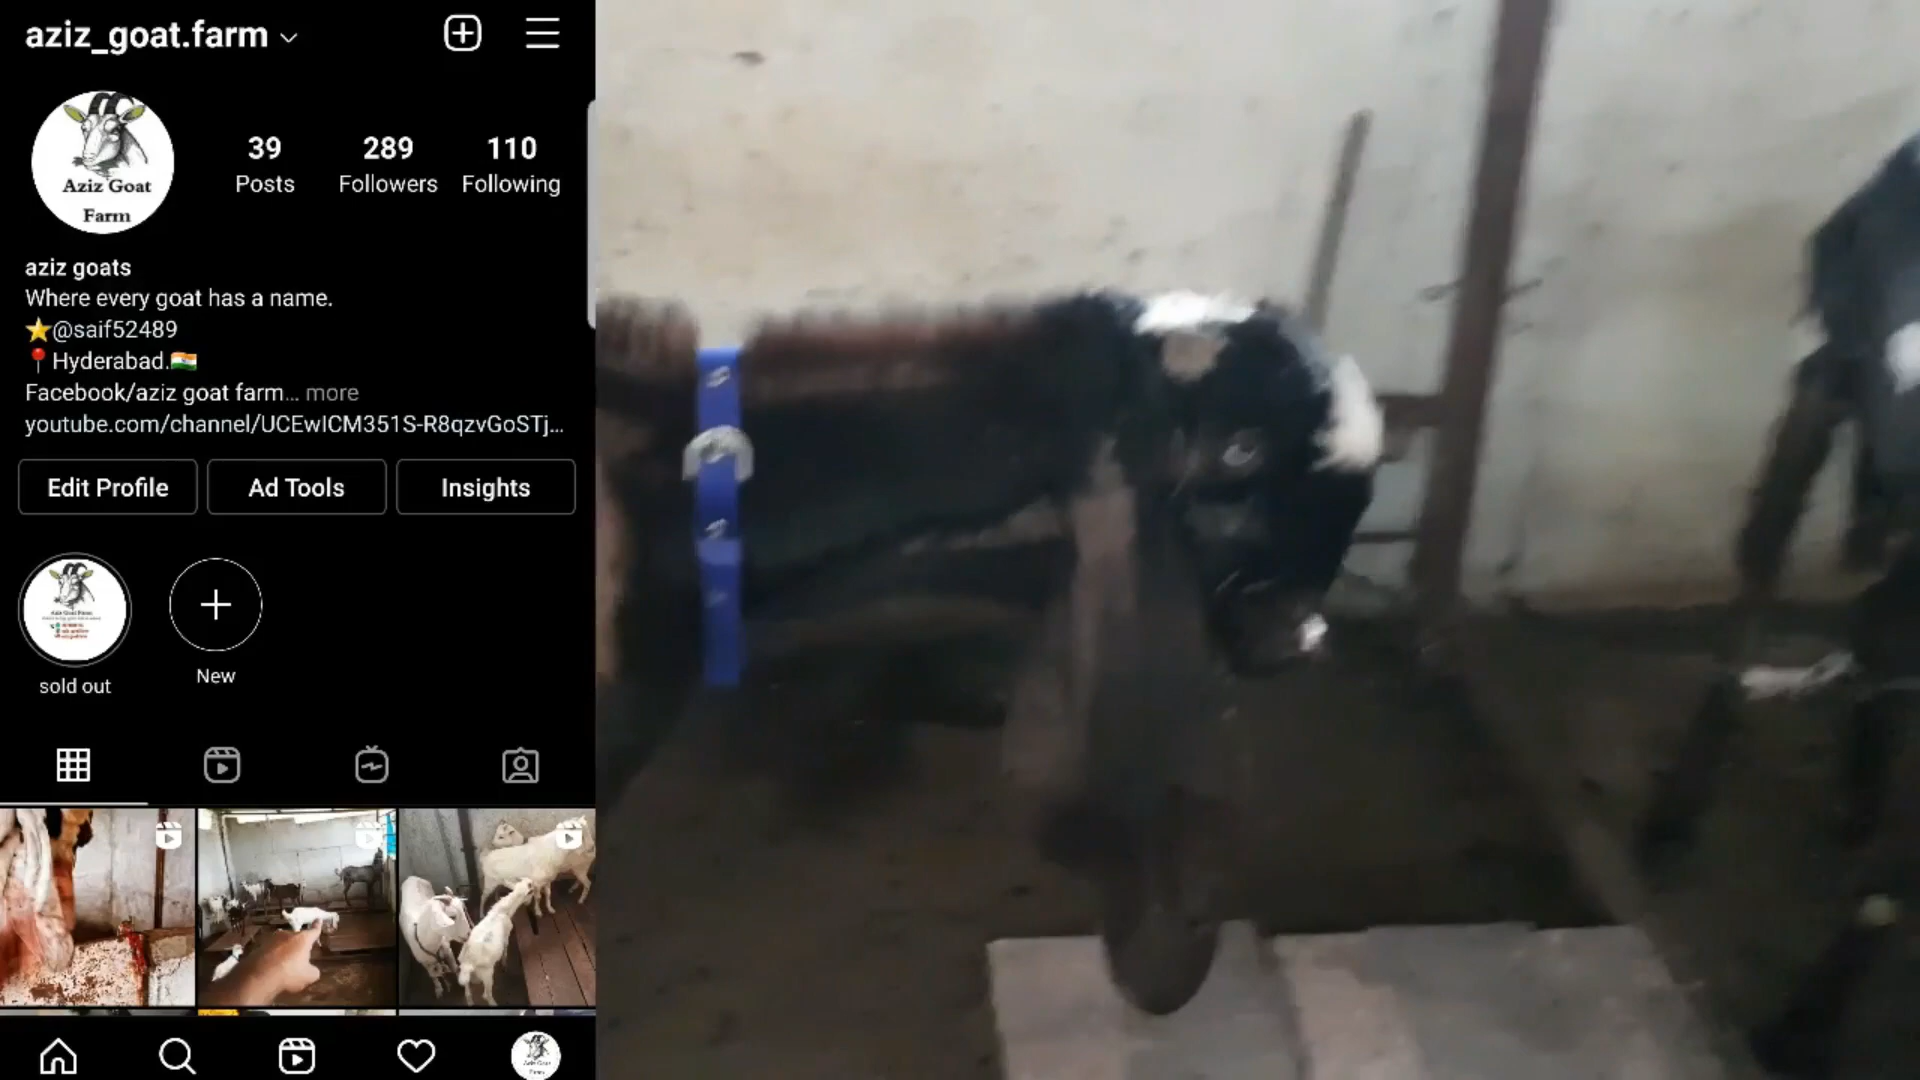 aziz_goat.farm
Aziz Goat
Farm
39
Posts
289
Followers
110
Following
aziz goats
Where every goat has a name.
⭐@saif52489
📍Hyderabad.🇮🇳
Facebook/aziz goat farm... more
youtube.com/channel/UCEwICM351S-R8qzvGoSTj...
Edit Profile
Ad Tools
Insights
sold out
New